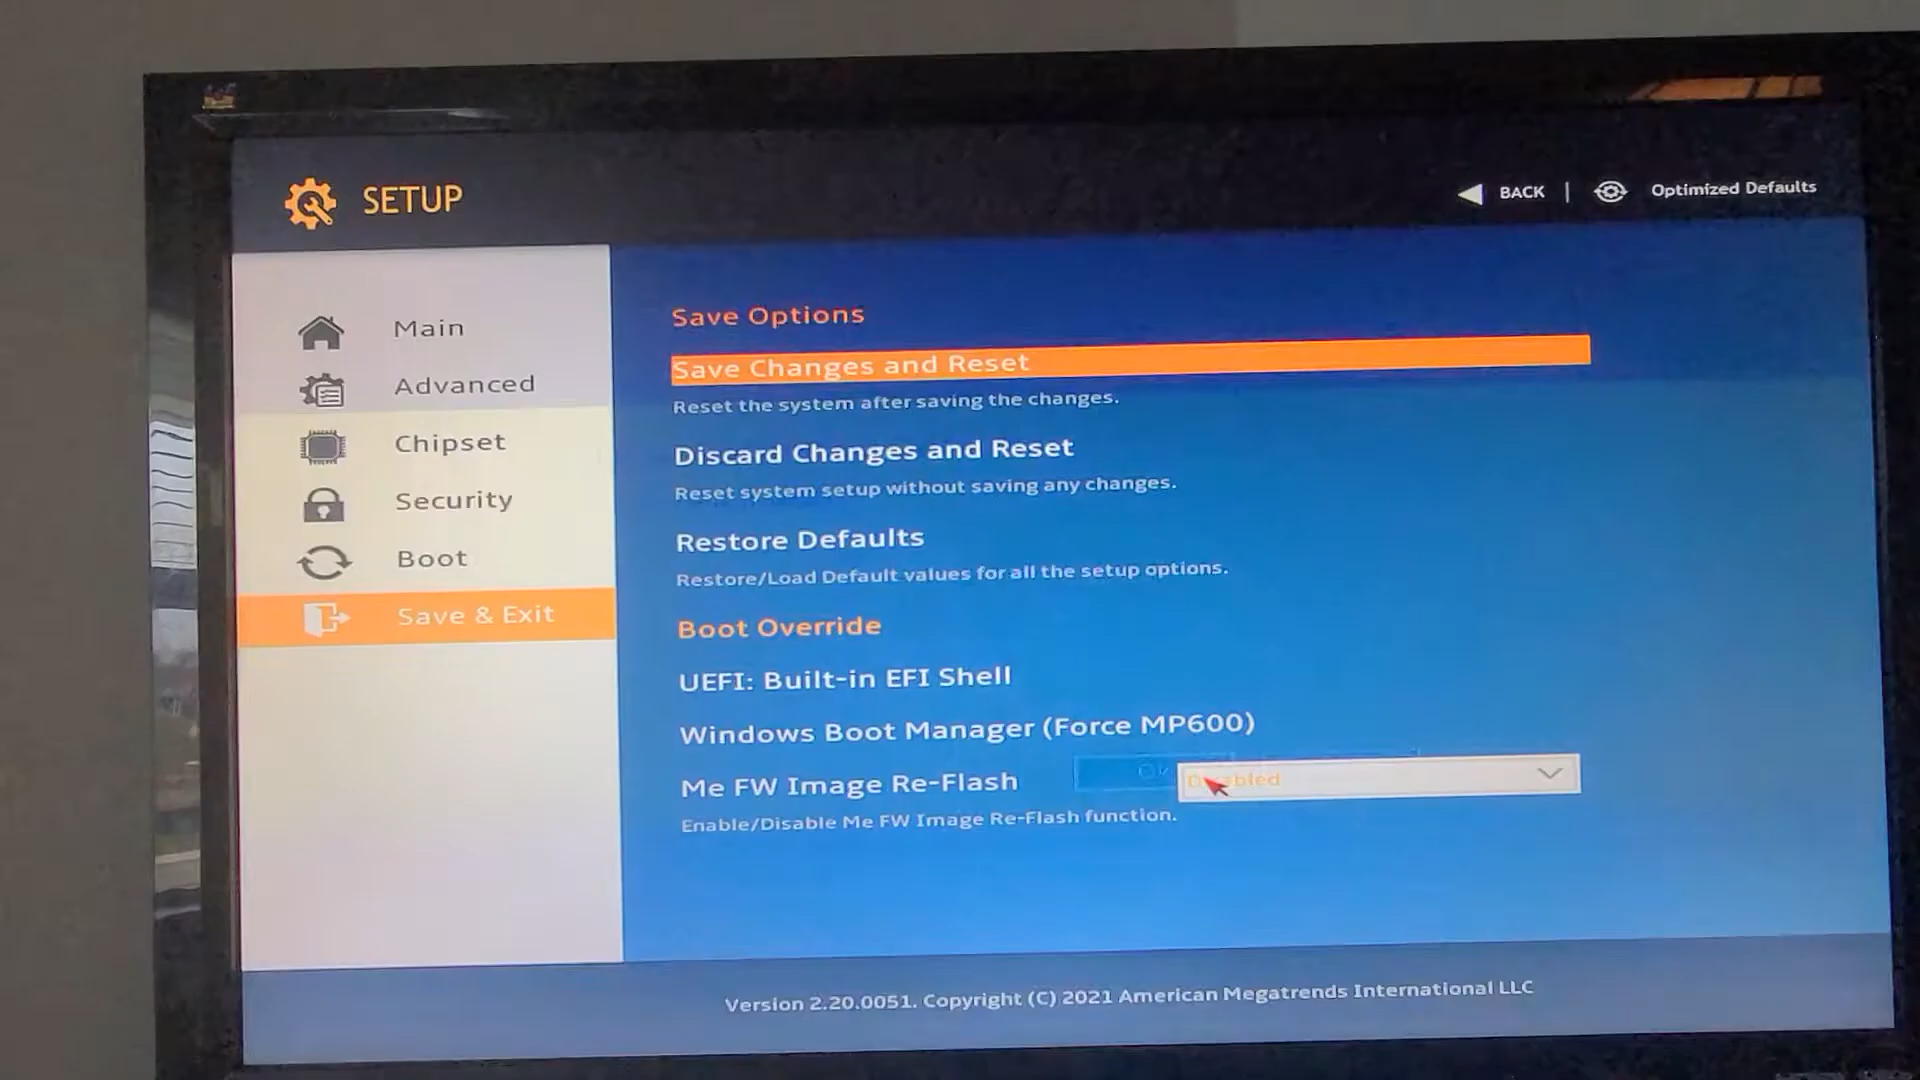 SETUP
BACK | Optimized Defaults
Main
Advanced
Chipset
Security
Boot
Save & Exit
Save Options
Save Changes and Reset
Reset the system after saving the changes.
Discard Changes and Reset
Reset system setup without saving any changes.
Restore Defaults
Restore/Load Default values for all the setup options.
Boot Override
UEFI: Built-in EFI Shell
Windows Boot Manager (Force MP600)
Me FW Image Re-Flash
Disabled
Enable/Disable Me FW Image Re-Flash function.
Version 2.20.0051. Copyright (C) 2021 American Megatrends International LLC